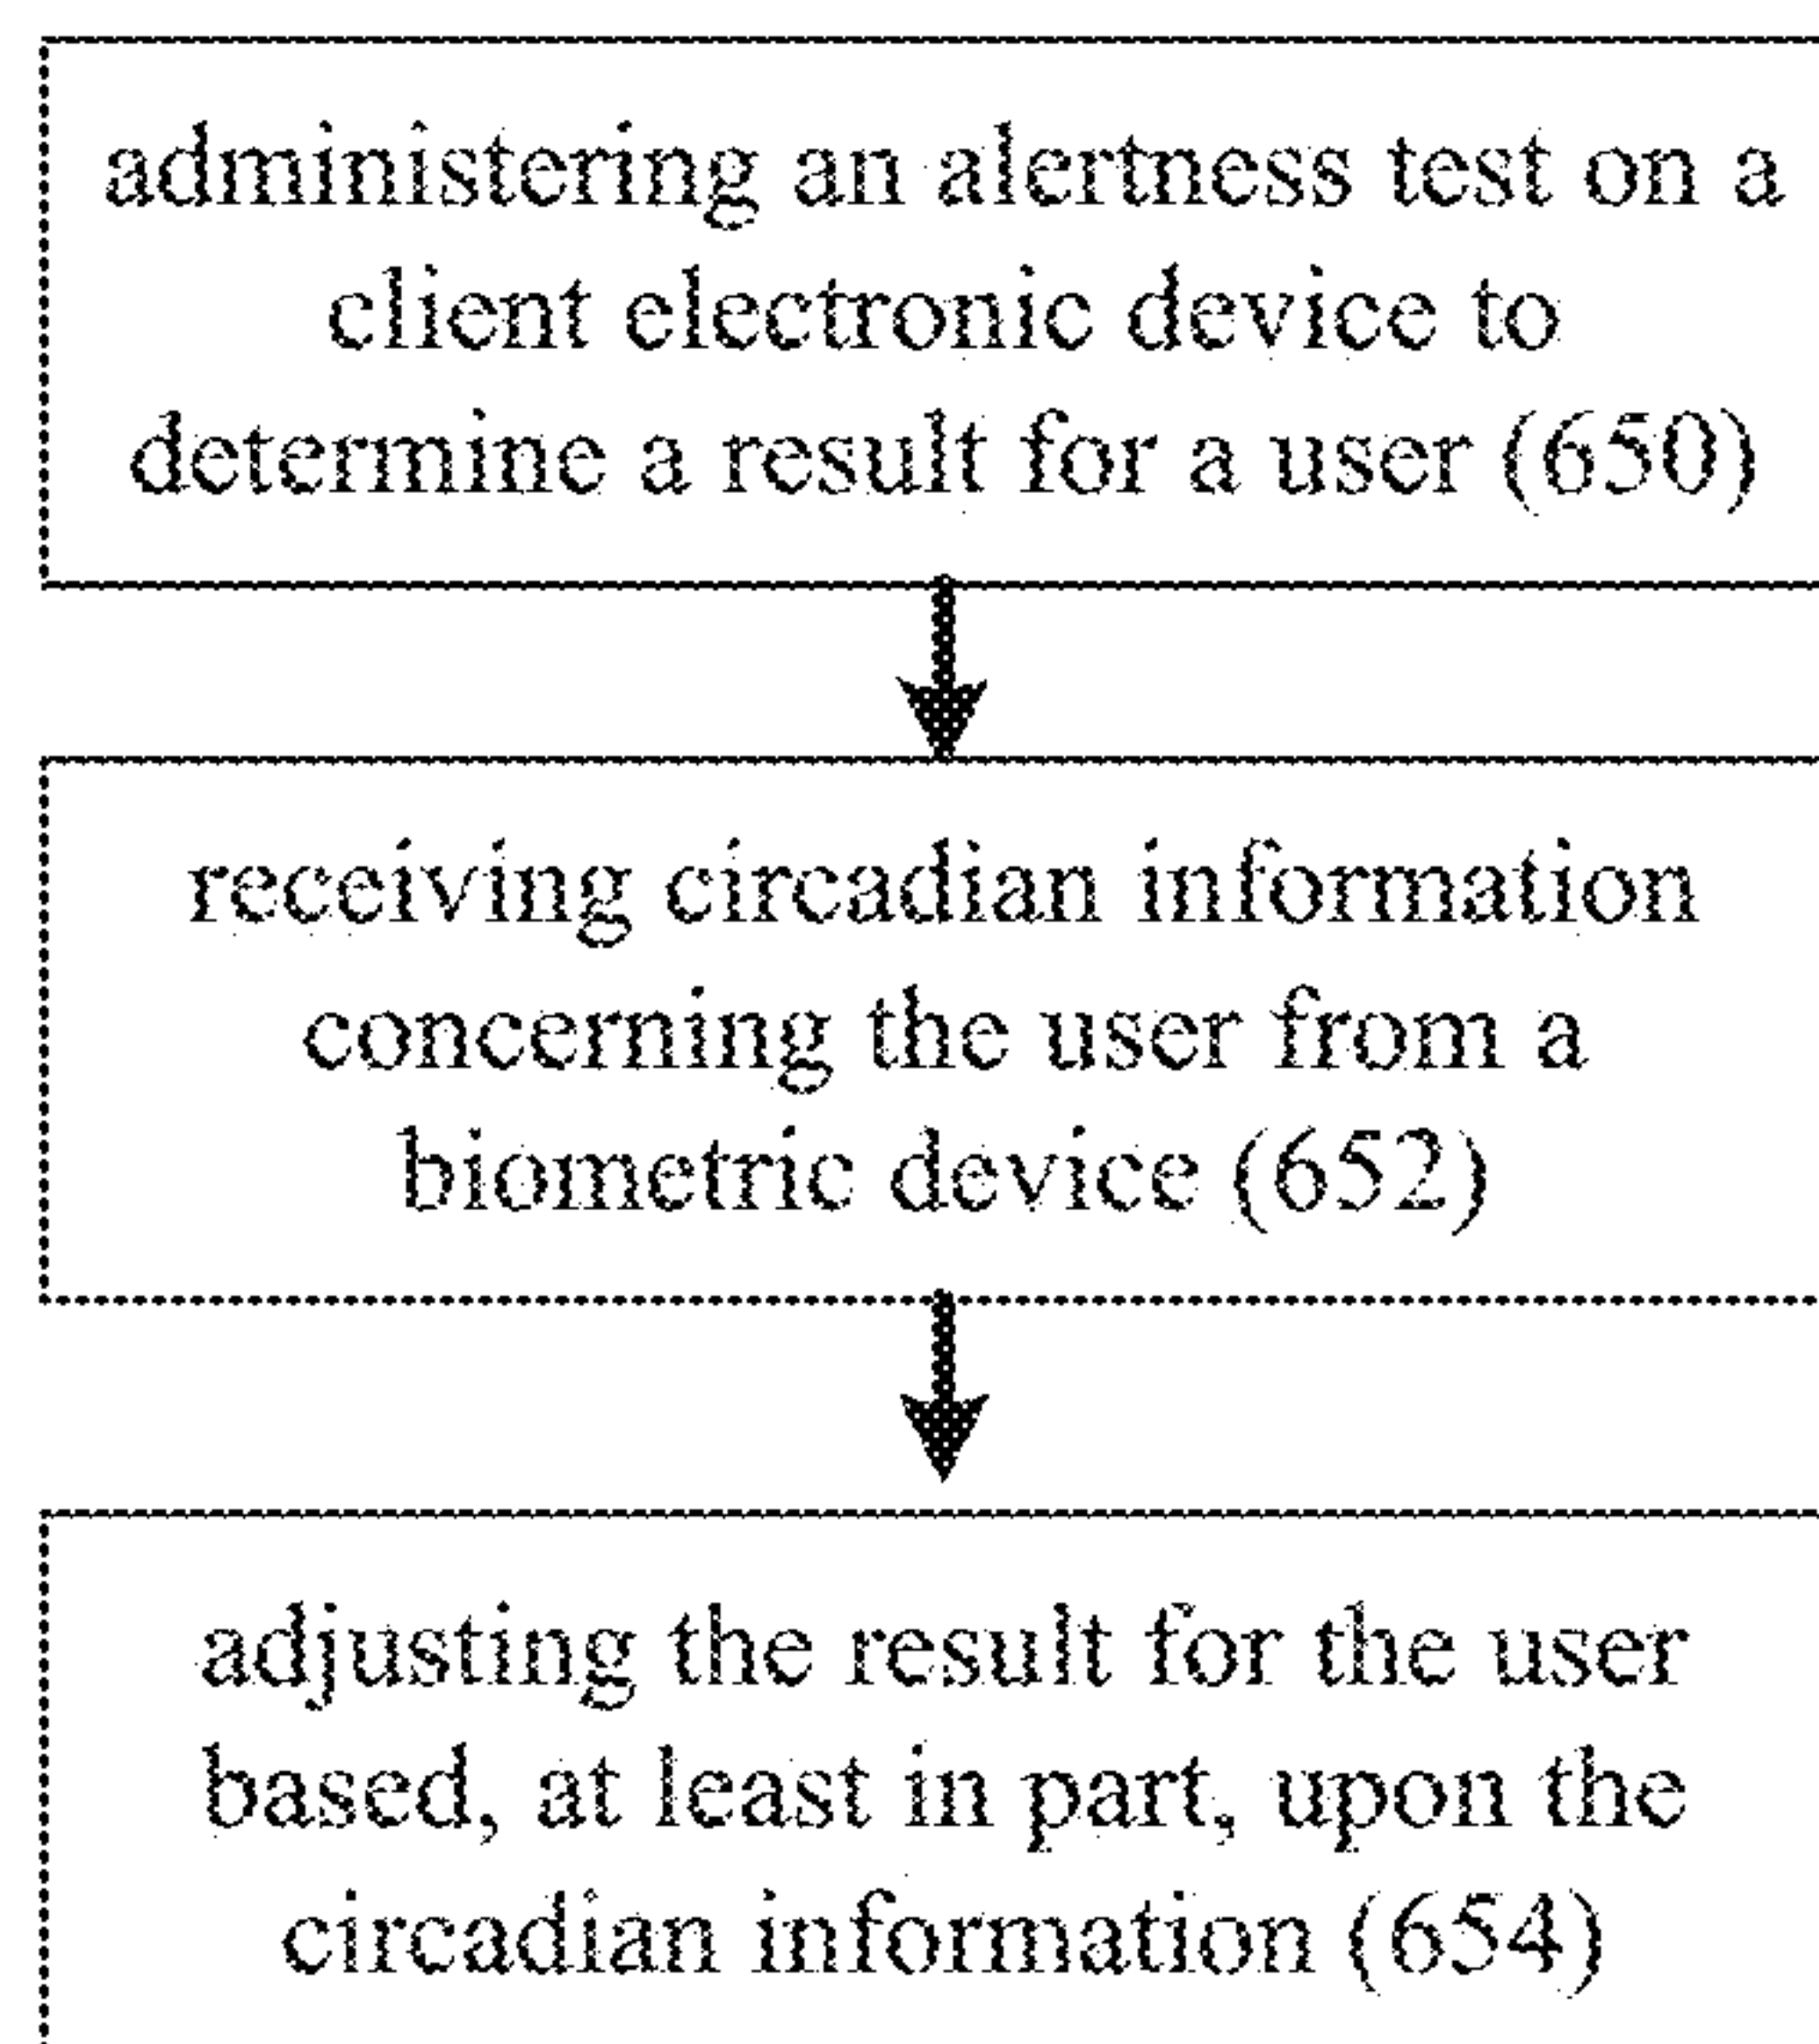 administering an alertness test on a
client electronic device to
determine a result for a user (650)
receiving circadian information
concerning the user from a
biometric device (652)
adjusting the result for the user
based, at least in part, upon the
circadian information (654)